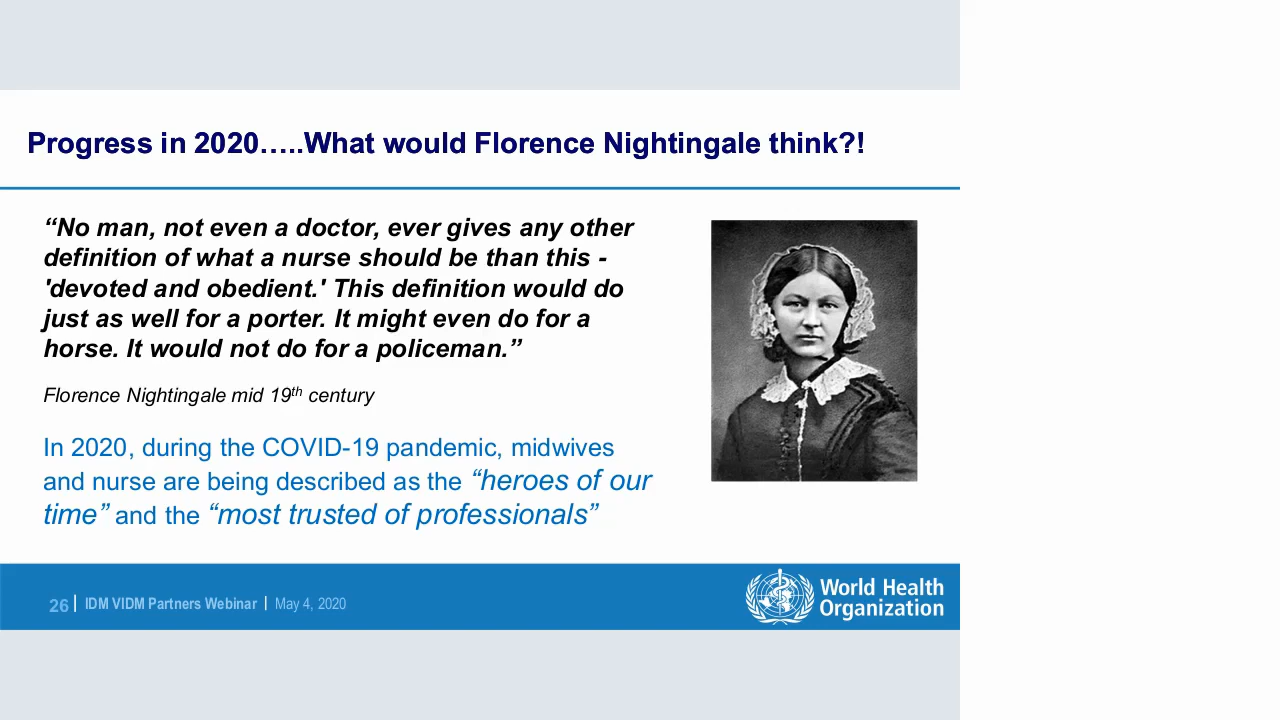 Progress in 2020…..What would Florence Nightingale think?!
“No man, not even a doctor, ever gives any other
definition of what a nurse should be than this -
'devoted and obedient.' This definition would do
just as well for a porter. It might even do for a
horse. It would not do for a policeman.”
Florence Nightingale mid 19th century
In 2020, during the COVID-19 pandemic, midwives
and nurse are being described as the “heroes of our
time” and the “most trusted of professionals”
26 | IDM VIDM Partners Webinar | May 4, 2020
World Health
Organization